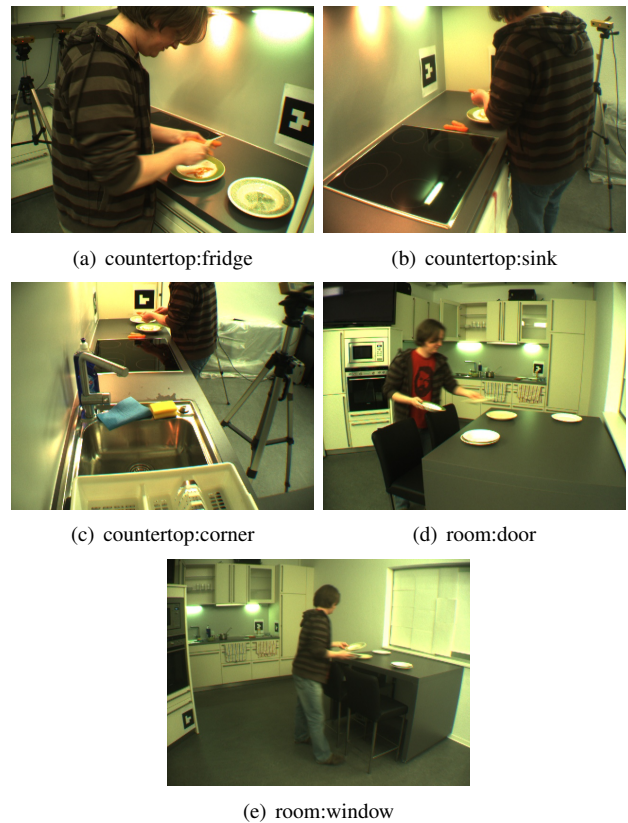 (a) countertop:fridge
(b) countertop:sink
(c) countertop:corner
(d) room:door
(e) room:window